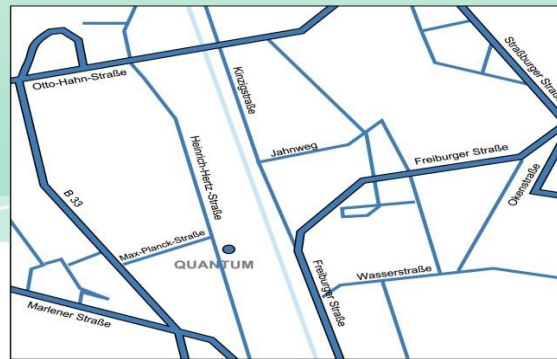 Otto-Hahn-Straße
Kinzigstraße
Straßburger Straße
Heinrich-Hertz-Straße
Jahnweg
Freiburger Straße
Okenstraße
B 33
Max-Planck-Straße
QUANTUM
Freiburger Straße
Wasserstraße
Marlener Straße